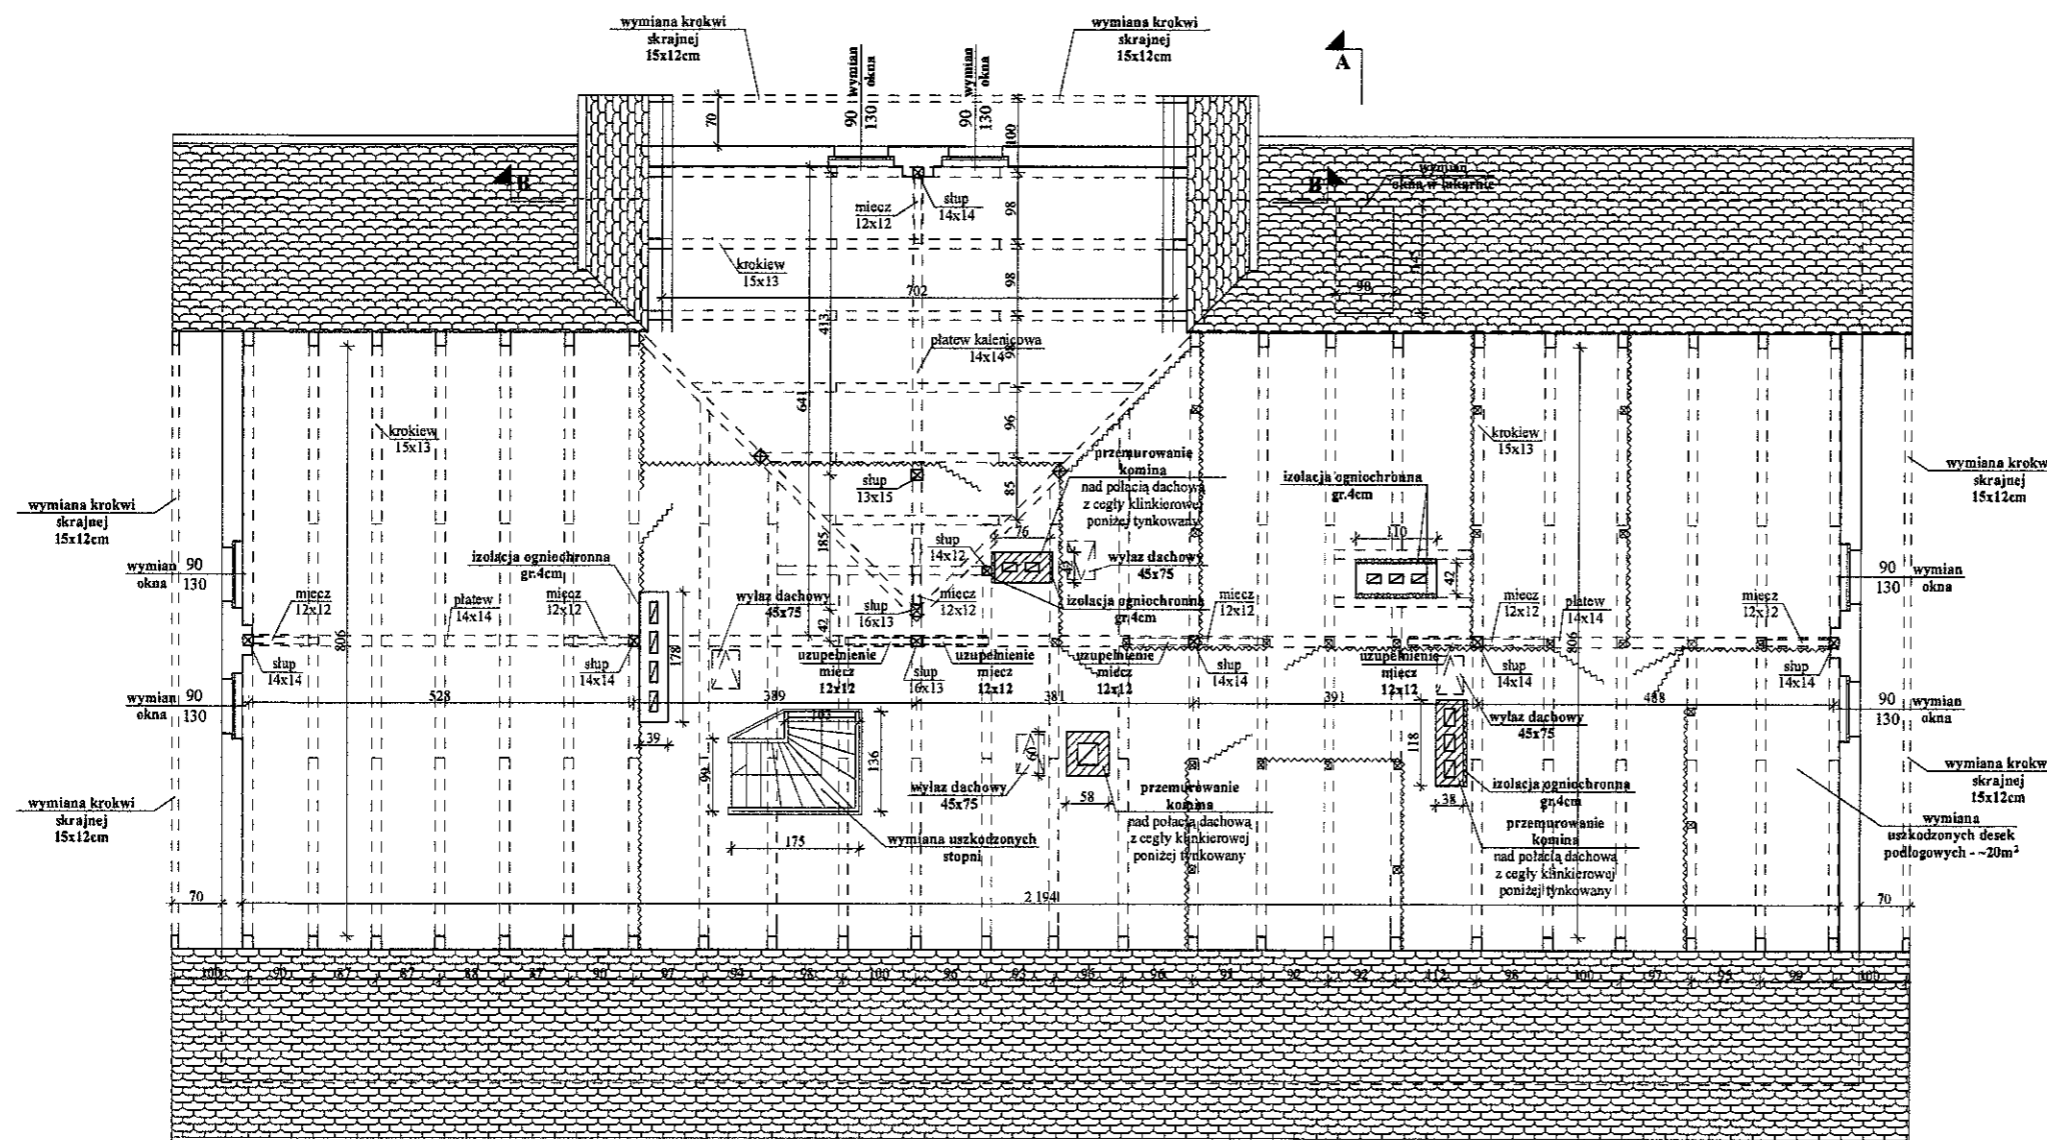 wymiana krokwi
skrajnej
15x12cm
wymian
okna
90
130
wymian
okna
90
130
wymiana krokwi
skrajnej
15x12cm
A
70
100
B
B
wymian
okna w lukarnie
miecz
12x12
słup
14x14
98
krokiew
15x13
98
702
145
98
413
98
płatew kalenicowa
14x14
641
96
krokiew
15x13
krokiew
15x13
przemurowanie
komina
nad połacią dachową
z cegły klinkierowej
poniżej tynkowany
izolacja ogniochronna
gr.4cm
wymiana krokwi
skrajnej
15x12cm
wymiana krokwi
skrajnej
15x12cm
słup
13x15
85
185
76
110
izolacja ogniochronna
gr.4cm
słup
14x12
42
wyłaz dachowy
45x75
42
wymian
okna
90
130
90
130
wymian
okna
miecz
12x12
płatew
14x14
miecz
12x12
wyłaz dachowy
45x75
słup
16x13
miecz
12x12
izolacja ogniochronna
gr.4cm
miecz
12x12
miecz
12x12
płatew
14x14
miecz
12x12
42
806
806
178
słup
14x14
słup
14x14
uzupełnienie
miecz
12x12
słup
16x13
uzupełnienie
miecz
12x12
uzupełnienie
miecz
12x12
słup
14x14
uzupełnienie
miecz
12x12
słup
14x14
słup
14x14
wymian
okna
90
130
90
130
wymian
okna
528
389
381
391
488
39
103
99
136
60
118
wyłaz dachowy
45x75
wyłaz dachowy
45x75
58
38
przemurowanie
komina
nad połacią dachową
z cegły klinkierowej
poniżej tynkowany
izolacja ogniochronna
gr.4cm
wymiana krokwi
skrajnej
15x12cm
wymiana krokwi
skrajnej
15x12cm
175
wymiana uszkodzonych
stopni
przemurowanie
komina
nad połacią dachową
z cegły klinkierowej
poniżej tynkowany
wymiana
uszkodzonych desek
podłogowych - ~20m²
70
2 194
70
100 90 87 87 88 87 90 97 94 98 100 96 93 96 96 91 92 92 112 98 100 97 95 99 100